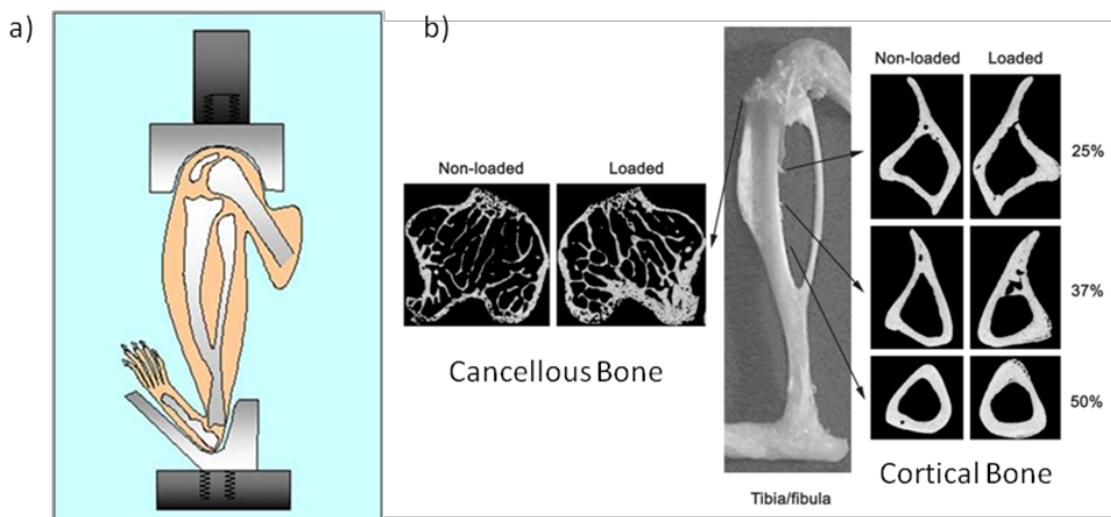 a)
b)
Non-loaded Loaded
Cancellous Bone
Tibia/fibula
Non-loaded Loaded
25%
37%
50%
Cortical Bone